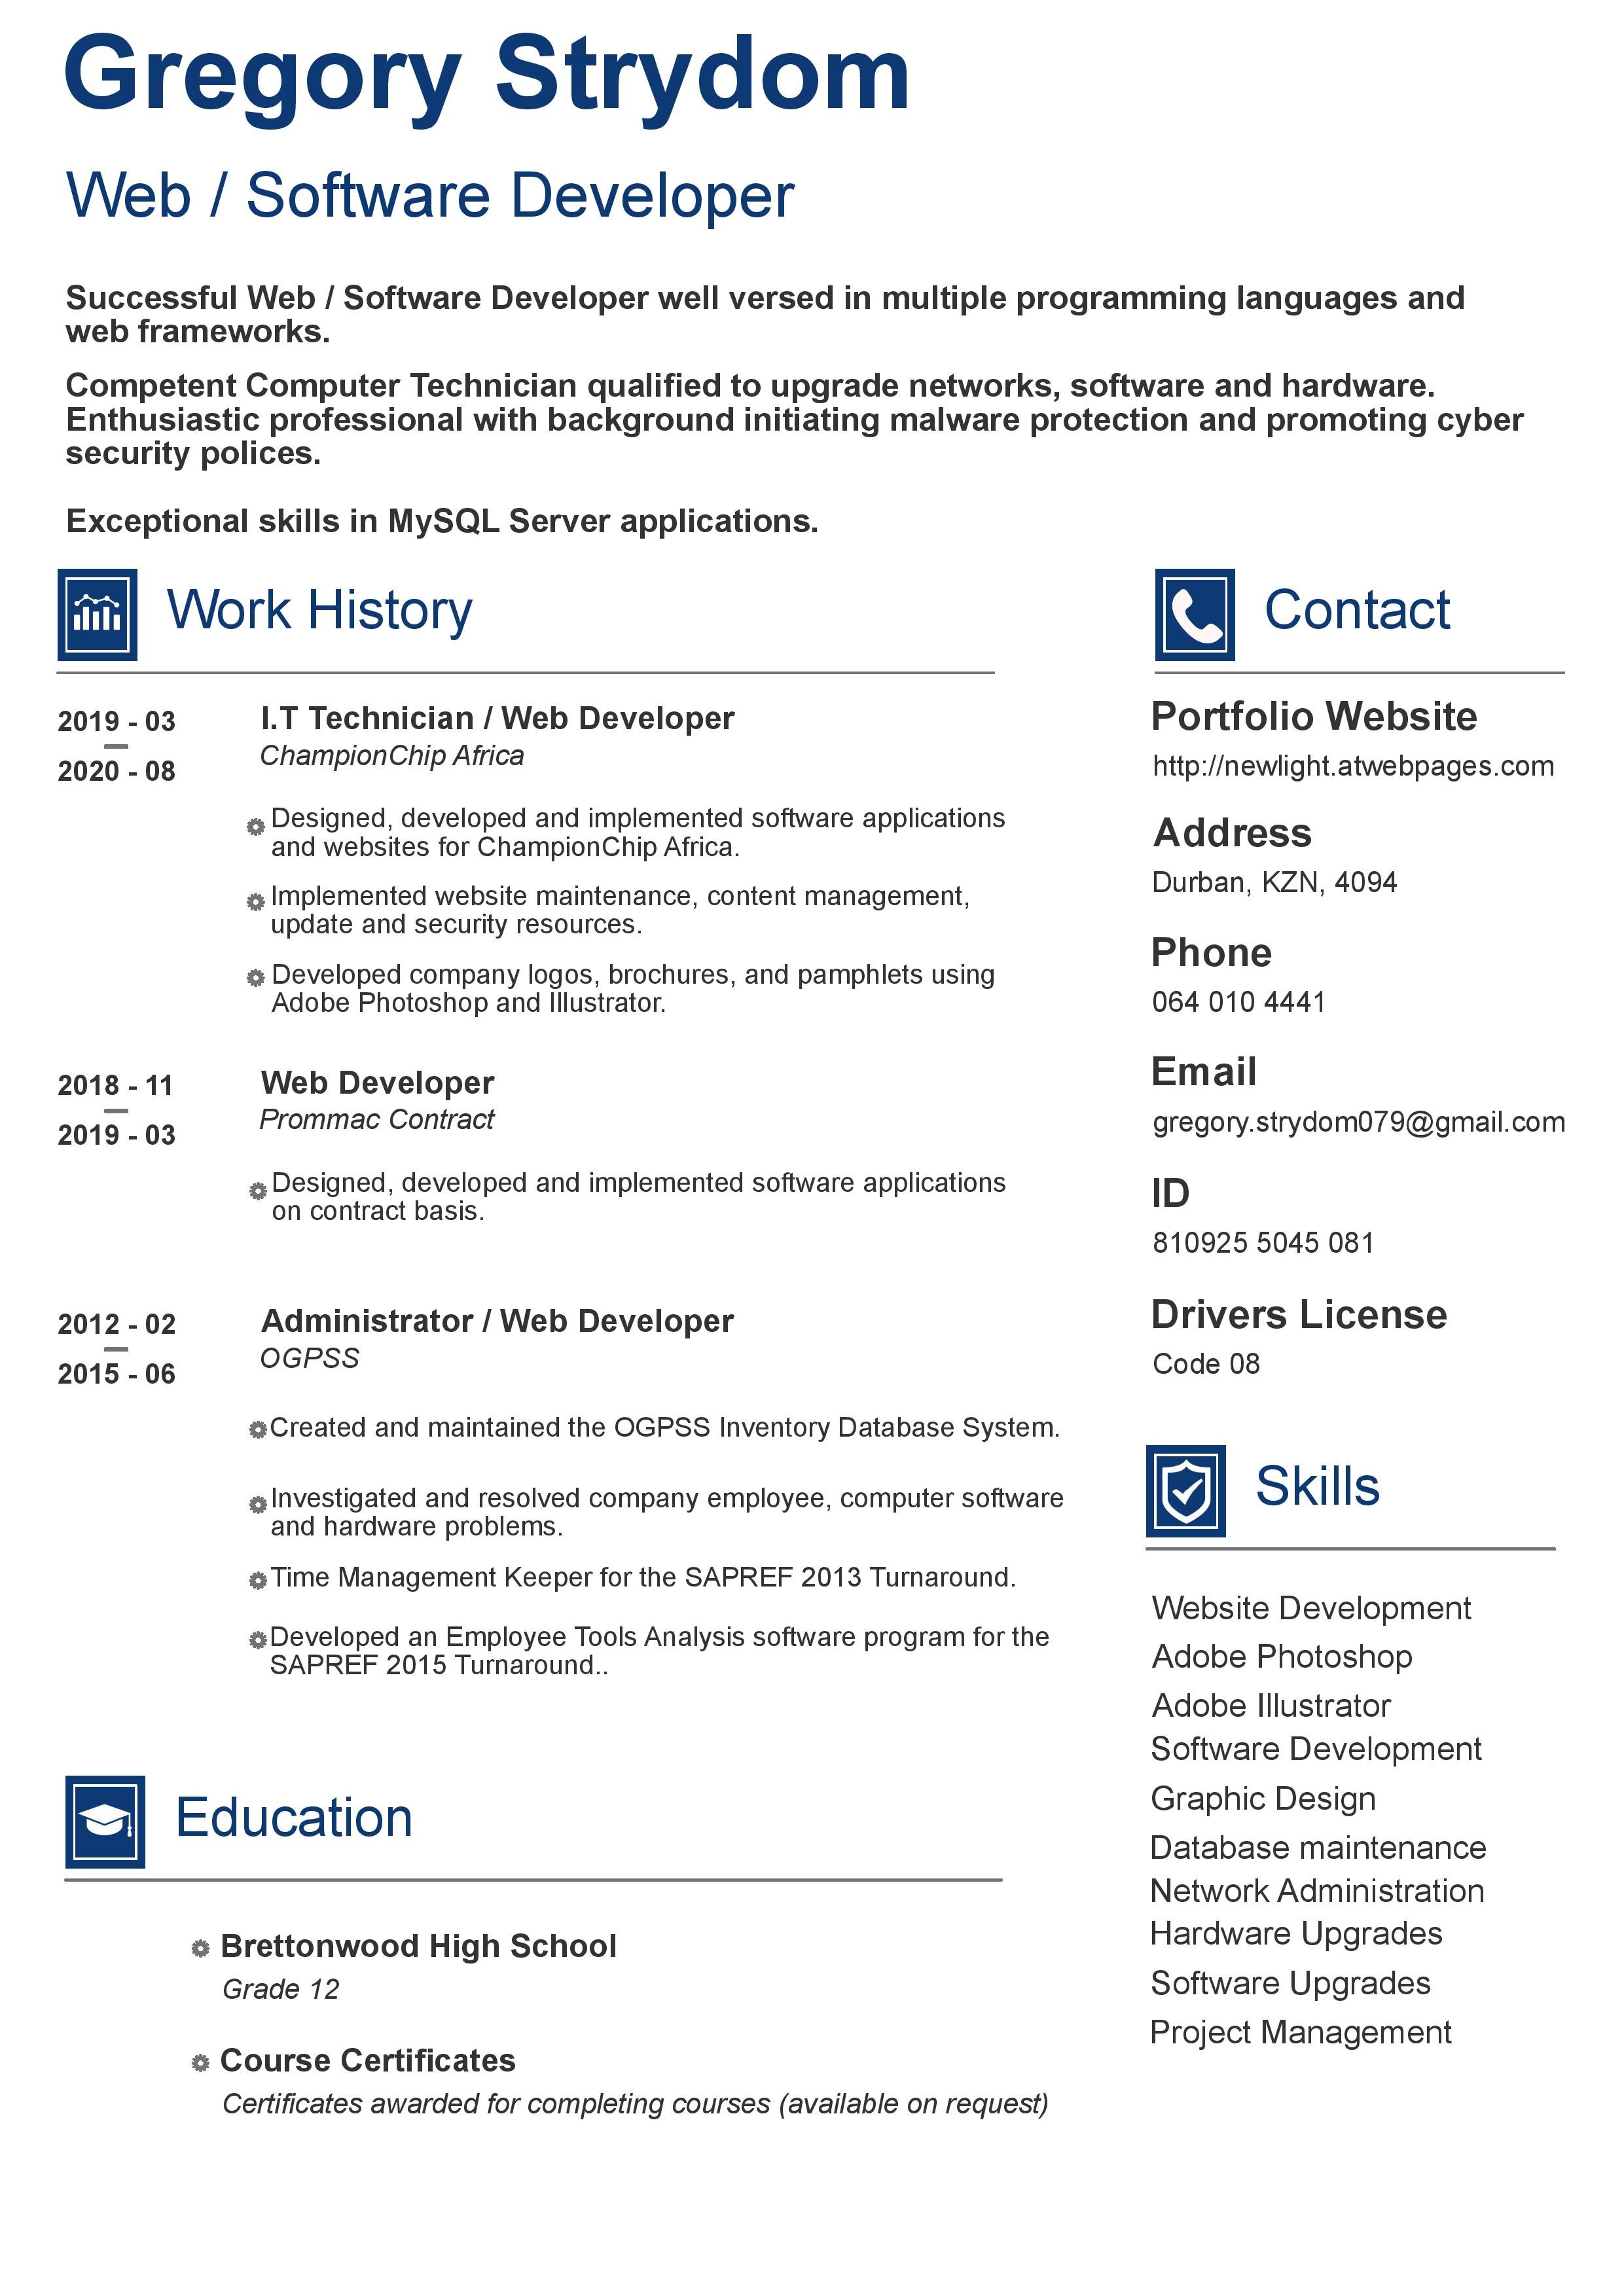 Gregory Strydom
Web / Software Developer
Successful Web / Software Developer well versed in multiple programming languages and
web frameworks.
Competent Computer Technician qualified to upgrade networks, software and hardware.
Enthusiastic professional with background initiating malware protection and promoting cyber
security polices.
Exceptional skills in MySQL Server applications.
Work History
2019 - 03
2020 - 08
I.T Technician / Web Developer
ChampionChip Africa
Designed, developed and implemented software applications
and websites for ChampionChip Africa.
Implemented website maintenance, content management,
update and security resources.
Developed company logos, brochures, and pamphlets using
Adobe Photoshop and Illustrator.
2018 - 11
2019 - 03
Web Developer
Prommac Contract
Designed, developed and implemented software applications
on contract basis.
2012 - 02
2015 - 06
Administrator / Web Developer
OGPSS
Created and maintained the OGPSS Inventory Database System.
Investigated and resolved company employee, computer software
and hardware problems.
Time Management Keeper for the SAPREF 2013 Turnaround.
Developed an Employee Tools Analysis software program for the
SAPREF 2015 Turnaround..
Education
Brettonwood High School
Grade 12
Course Certificates
Certificates awarded for completing courses (available on request)
Contact
Portfolio Website
http://newlight.atwebpages.com
Address
Durban, KZN, 4094
Phone
064 010 4441
Email
gregory.strydom079@gmail.com
ID
810925 5045 081
Drivers License
Code 08
Skills
Website Development
Adobe Photoshop
Adobe Illustrator
Software Development
Graphic Design
Database maintenance
Network Administration
Hardware Upgrades
Software Upgrades
Project Management